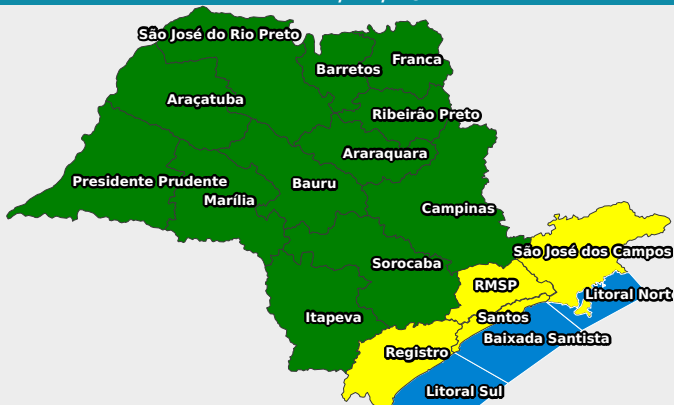 São José do Rio Preto
Franca
Barretos
Araçatuba
Ribeirão Preto
Araraquara
Presidente Prudente
Bauru
Marília
Campinas
São José dos Campos
Sorocaba
RMSP
Litoral Nort
Itapeva
Santos
Baixada Santista
Registro
Litoral Sul